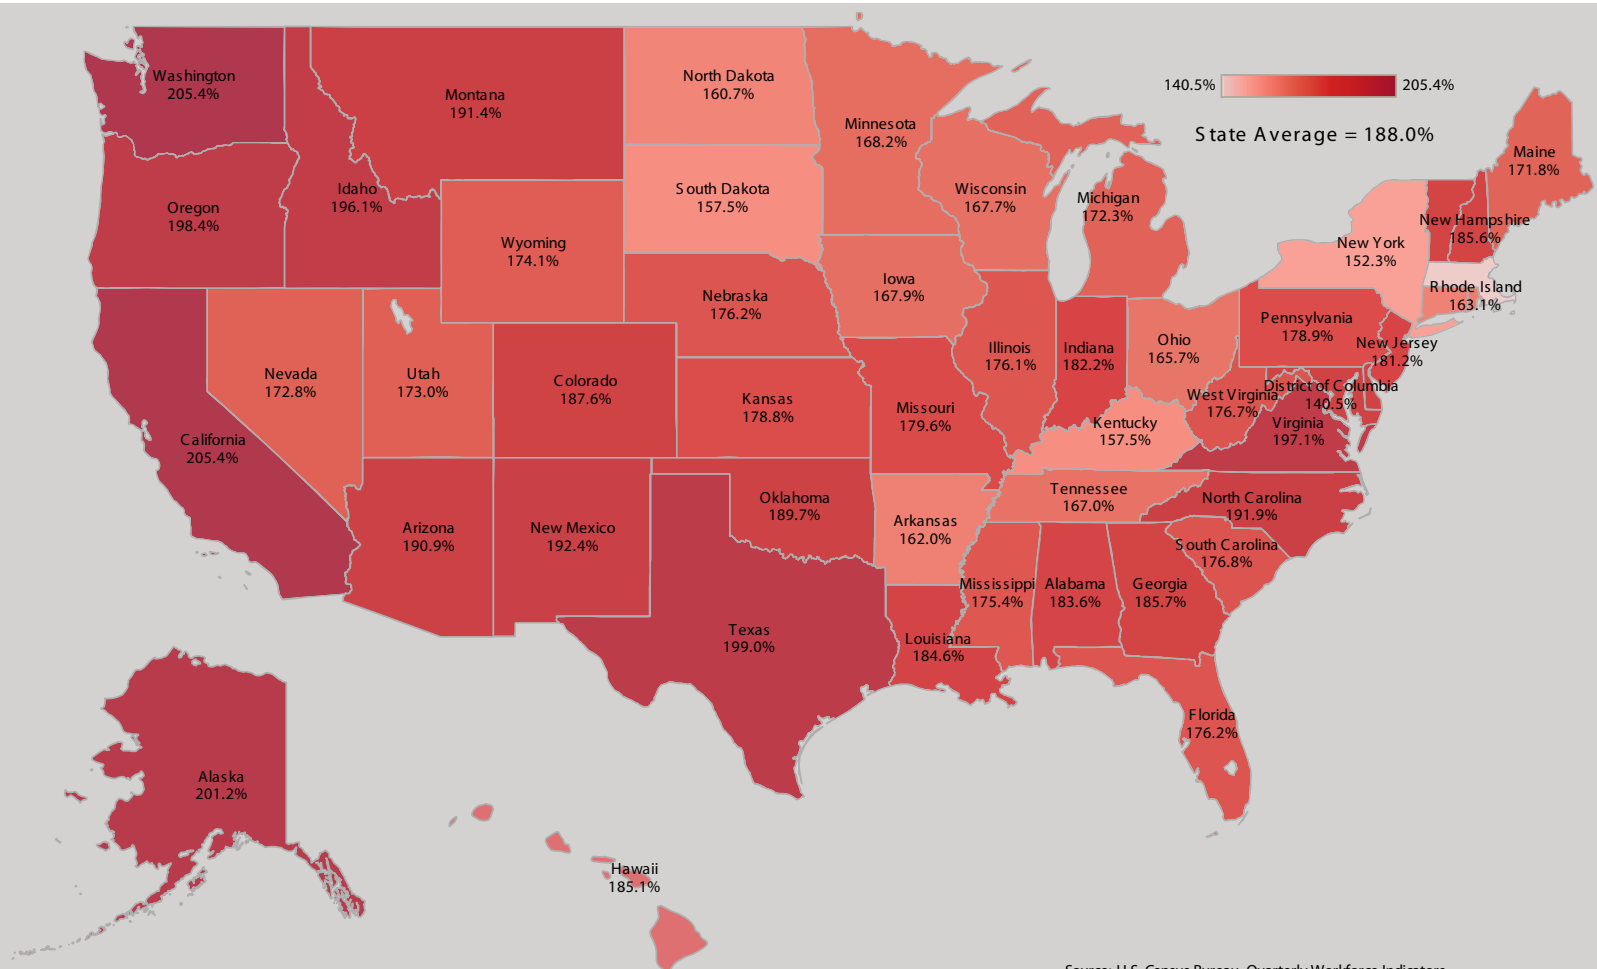 Washington
205.4%
Montana
191.4%
North Dakota
160.7%
Minnesota
168.2%
140.5%
205.4%
State Average = 188.0%
Maine
171.8%
Oregon
198.4%
Idaho
196.1%
South Dakota
157.5%
Wisconsin
167.7%
Michigan
172.3%
New Hampshire
185.6%
Wyoming
174.1%
New York
152.3%
Iowa
167.9%
Rhode Island
163.1%
Nebraska
176.2%
Pennsylvania
178.9%
Illinois
176.1%
Indiana
182.2%
Ohio
165.7%
New Jersey
181.2%
Nevada
172.8%
Utah
173.0%
Colorado
187.6%
Kansas
178.8%
Missouri
179.6%
West Virginia
176.7%
District of Columbia
140.5%
Kentucky
157.5%
Virginia
197.1%
California
205.4%
Arizona
190.9%
New Mexico
192.4%
Oklahoma
189.7%
Arkansas
162.0%
Tennessee
167.0%
North Carolina
191.9%
South Carolina
176.8%
Mississippi
175.4%
Alabama
183.6%
Georgia
185.7%
Texas
199.0%
Louisiana
184.6%
Florida
176.2%
Alaska
201.2%
Hawaii
185.1%
Source: U.S. Census Bureau, Quarterly Workforce Indicators